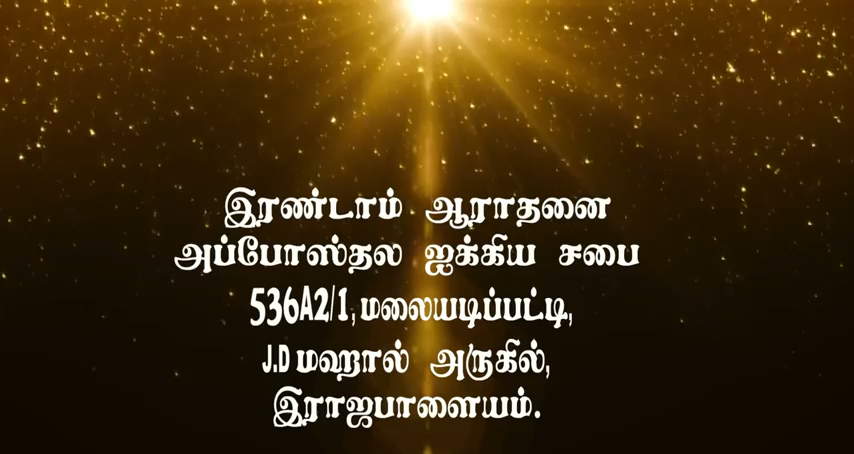 இரண்டாம் ஆராதனை
அப்போஸ்தல ஐக்கிய சபை
536A2/1, மலையடிப்பட்டி,
J.D மஹால் அருகில்,
இராஜபாளையம்.